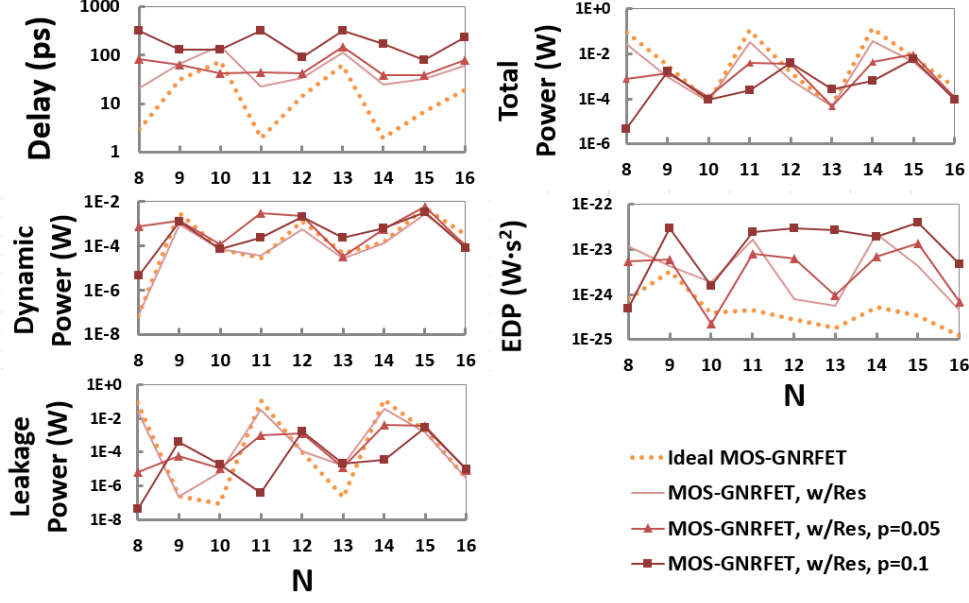 Delay (ps)
1000
100
10
1
8 9 10 11 12 13 14 15 16
Total
Power (W)
1E+0
1E-2
1E-4
1E-6
8 9 10 11 12 13 14 15 16
Dynamic
Power (W)
1E-2
1E-4
1E-6
1E-8
8 9 10 11 12 13 14 15 16
EDP (W·s²)
1E-22
1E-23
1E-24
1E-25
8 9 10 11 12 13 14 15 16
N
Leakage
Power (W)
1E+0
1E-2
1E-4
1E-6
1E-8
8 9 10 11 12 13 14 15 16
N
Ideal MOS-GNRFET
MOS-GNRFET, w/Res
MOS-GNRFET, w/Res, p=0.05
MOS-GNRFET, w/Res, p=0.1